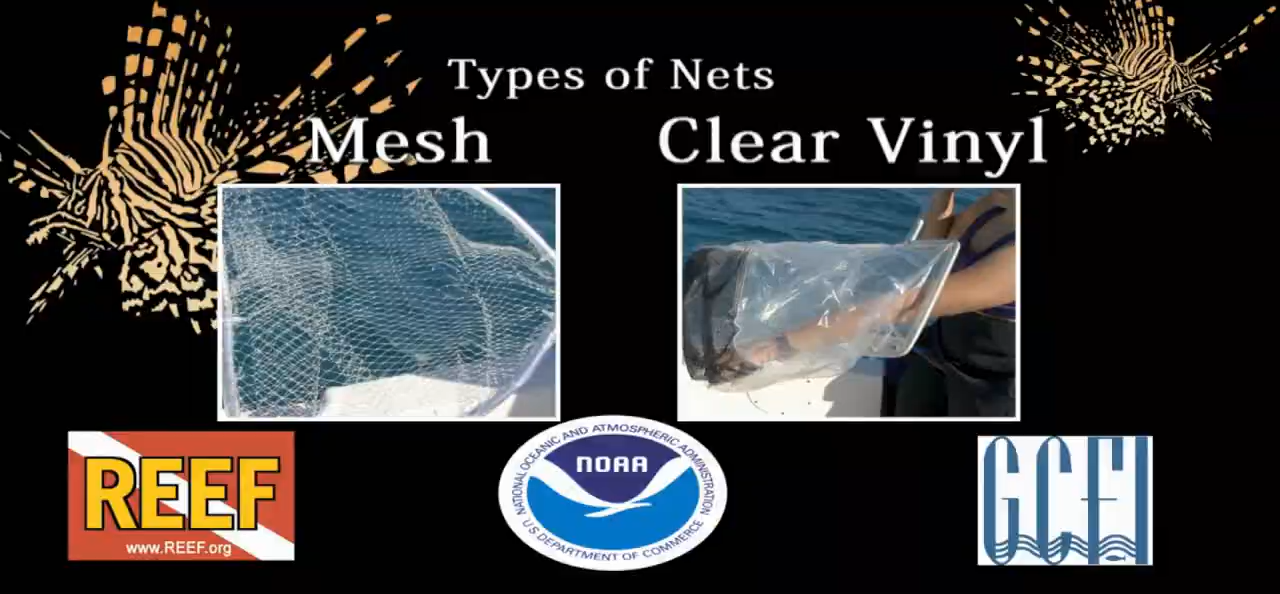 Types of Nets
Mesh
Clear Vinyl
REEF
www.REEF.org
NATIONAL OCEANIC AND ATMOSPHERIC ADMINISTRATION
NOAA
U.S. DEPARTMENT OF COMMERCE
GCFI